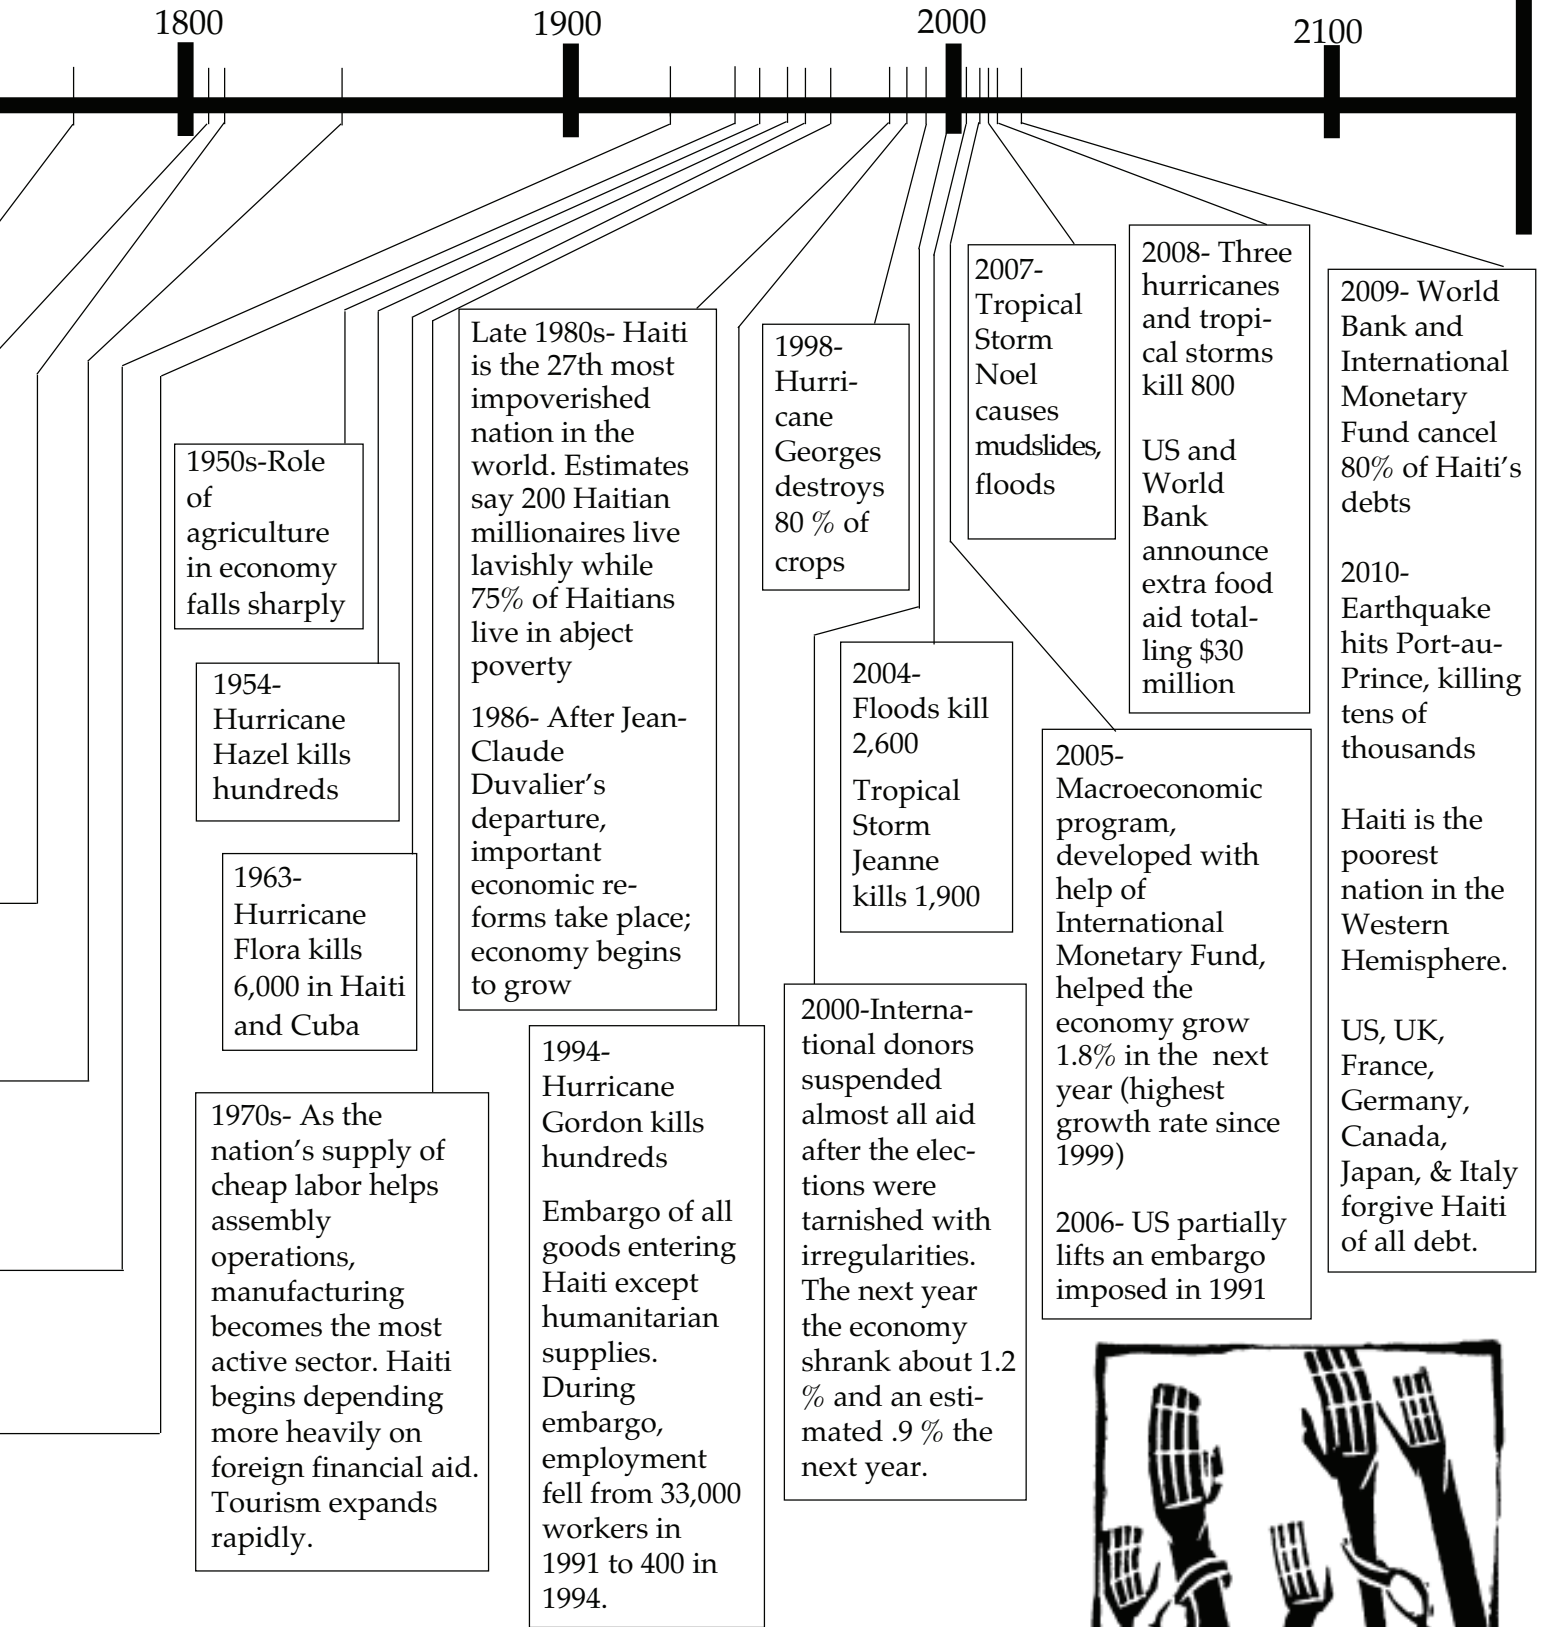 1800
1900
2000
2100
1950s-Role
of
agriculture
in economy
falls sharply
1954-
Hurricane
Hazel kills
hundreds
1963-
Hurricane
Flora kills
6,000 in Haiti
and Cuba
1970s- As the
nation’s supply of
cheap labor helps
assembly
operations,
manufacturing
becomes the most
active sector. Haiti
begins depending
more heavily on
foreign financial aid.
Tourism expands
rapidly.
Late 1980s- Haiti
is the 27th most
impoverished
nation in the
world. Estimates
say 200 Haitian
millionaires live
lavishly while
75% of Haitians
live in abject
poverty
1986- After Jean-
Claude
Duvalier’s
departure,
important
economic re-
forms take place;
economy begins
to grow
1994-
Hurricane
Gordon kills
hundreds
Embargo of all
goods entering
Haiti except
humanitarian
supplies.
During
embargo,
employment
fell from 33,000
workers in
1991 to 400 in
1994.
1998-
Hurri-
cane
Georges
destroys
80 % of
crops
2000-Interna-
tional donors
suspended
almost all aid
after the elec-
tions were
tarnished with
irregularities.
The next year
the economy
shrank about 1.2
% and an esti-
mated .9 % the
next year.
2004-
Floods kill
2,600
Tropical
Storm
Jeanne
kills 1,900
2005-
Macroeconomic
program,
developed with
help of
International
Monetary Fund,
helped the
economy grow
1.8% in the next
year (highest
growth rate since
1999)
2006- US partially
lifts an embargo
imposed in 1991
2007-
Tropical
Storm
Noel
causes
mudslides,
floods
2008- Three
hurricanes
and tropi-
cal storms
kill 800
US and
World
Bank
announce
extra food
aid total-
ling $30
million
2009- World
Bank and
International
Monetary
Fund cancel
80% of Haiti’s
debts
2010-
Earthquake
hits Port-au-
Prince, killing
tens of
thousands
Haiti is the
poorest
nation in the
Western
Hemisphere.
US, UK,
France,
Germany,
Canada,
Japan, & Italy
forgive Haiti
of all debt.